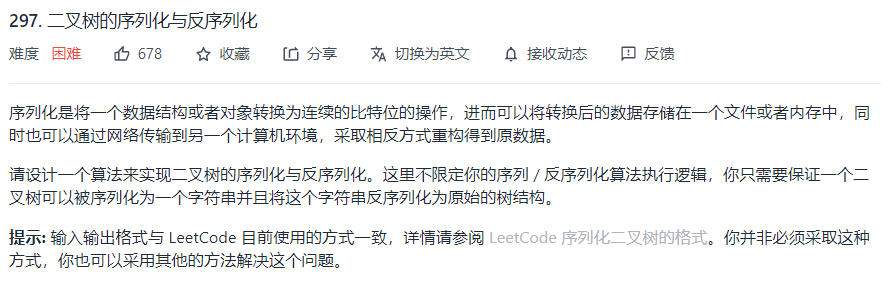 297. 二叉树的序列化与反序列化
难度 困难 678 收藏 分享 切换为英文 接收动态 反馈
序列化是将一个数据结构或者对象转换为连续的比特位的操作，进而可以将转换后的数据存储在一个文件或者内存中，同
时也可以通过网络传输到另一个计算机环境，采取相反方式重构得到原数据。
请设计一个算法来实现二叉树的序列化与反序列化。这里不限定你的序列 / 反序列化算法执行逻辑，你只需要保证一个二
叉树可以被序列化为一个字符串并且将这个字符串反序列化为原始的树结构。
提示: 输入输出格式与 LeetCode 目前使用的方式一致，详情请参阅 LeetCode 序列化二叉树的格式。你并非必须采取这种
方式，你也可以采用其他的方法解决这个问题。